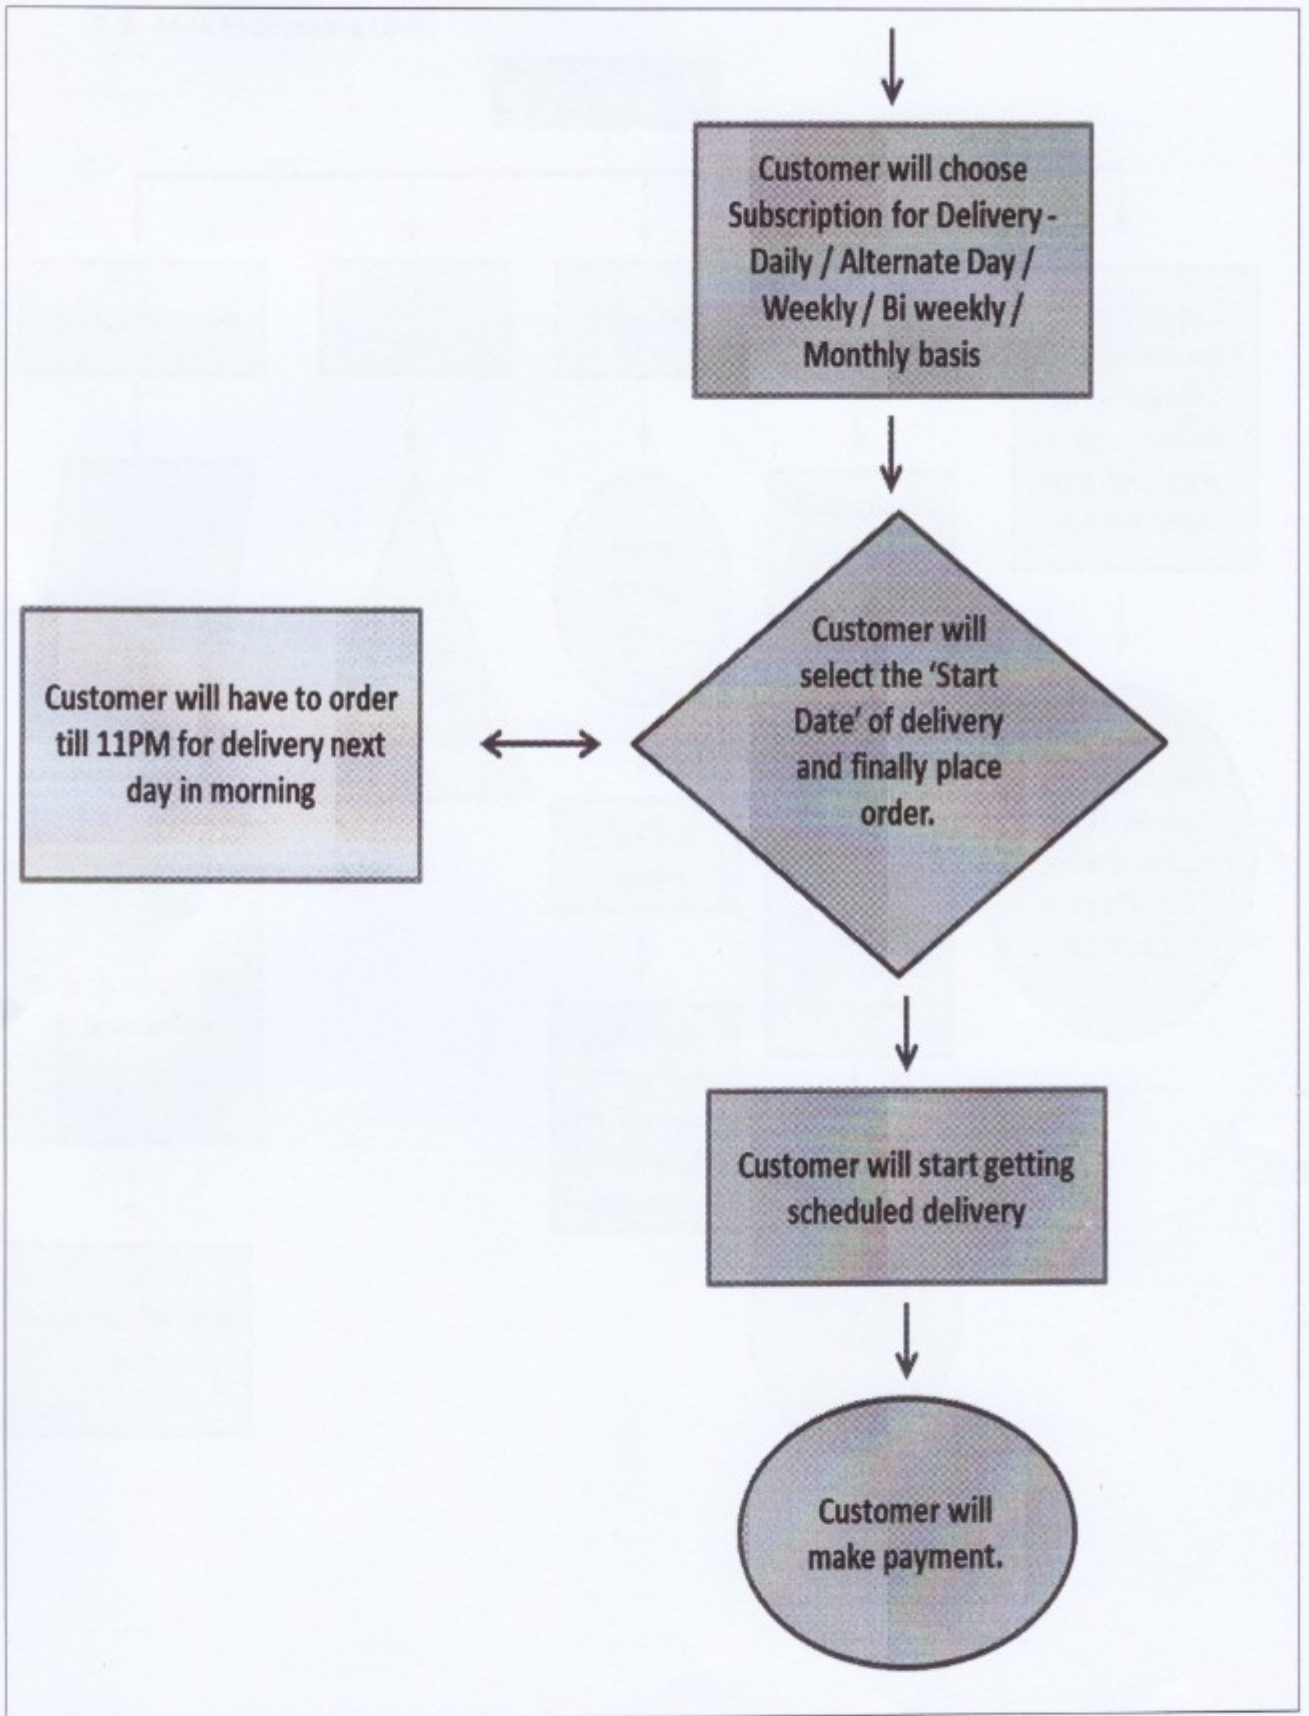 Customer will choose
Subscription for Delivery -
Daily / Alternate Day /
Weekly / Bi weekly /
Monthly basis
Customer will
select the ‘Start
Date’ of delivery
and finally place
order.
Customer will have to order
till 11PM for delivery next
day in morning
Customer will start getting
scheduled delivery
Customer will
make payment.